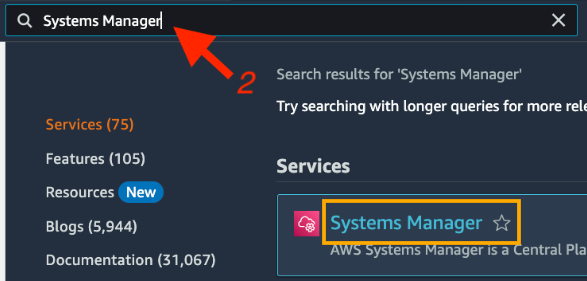 Systems Manager
2
Search results for 'Systems Manager'
Try searching with longer queries for more rele
Services (75)
Features (105)
Resources New
Blogs (5,944)
Documentation (31,067)
Services
Systems Manager
AWS Systems Manager is a Central Pla